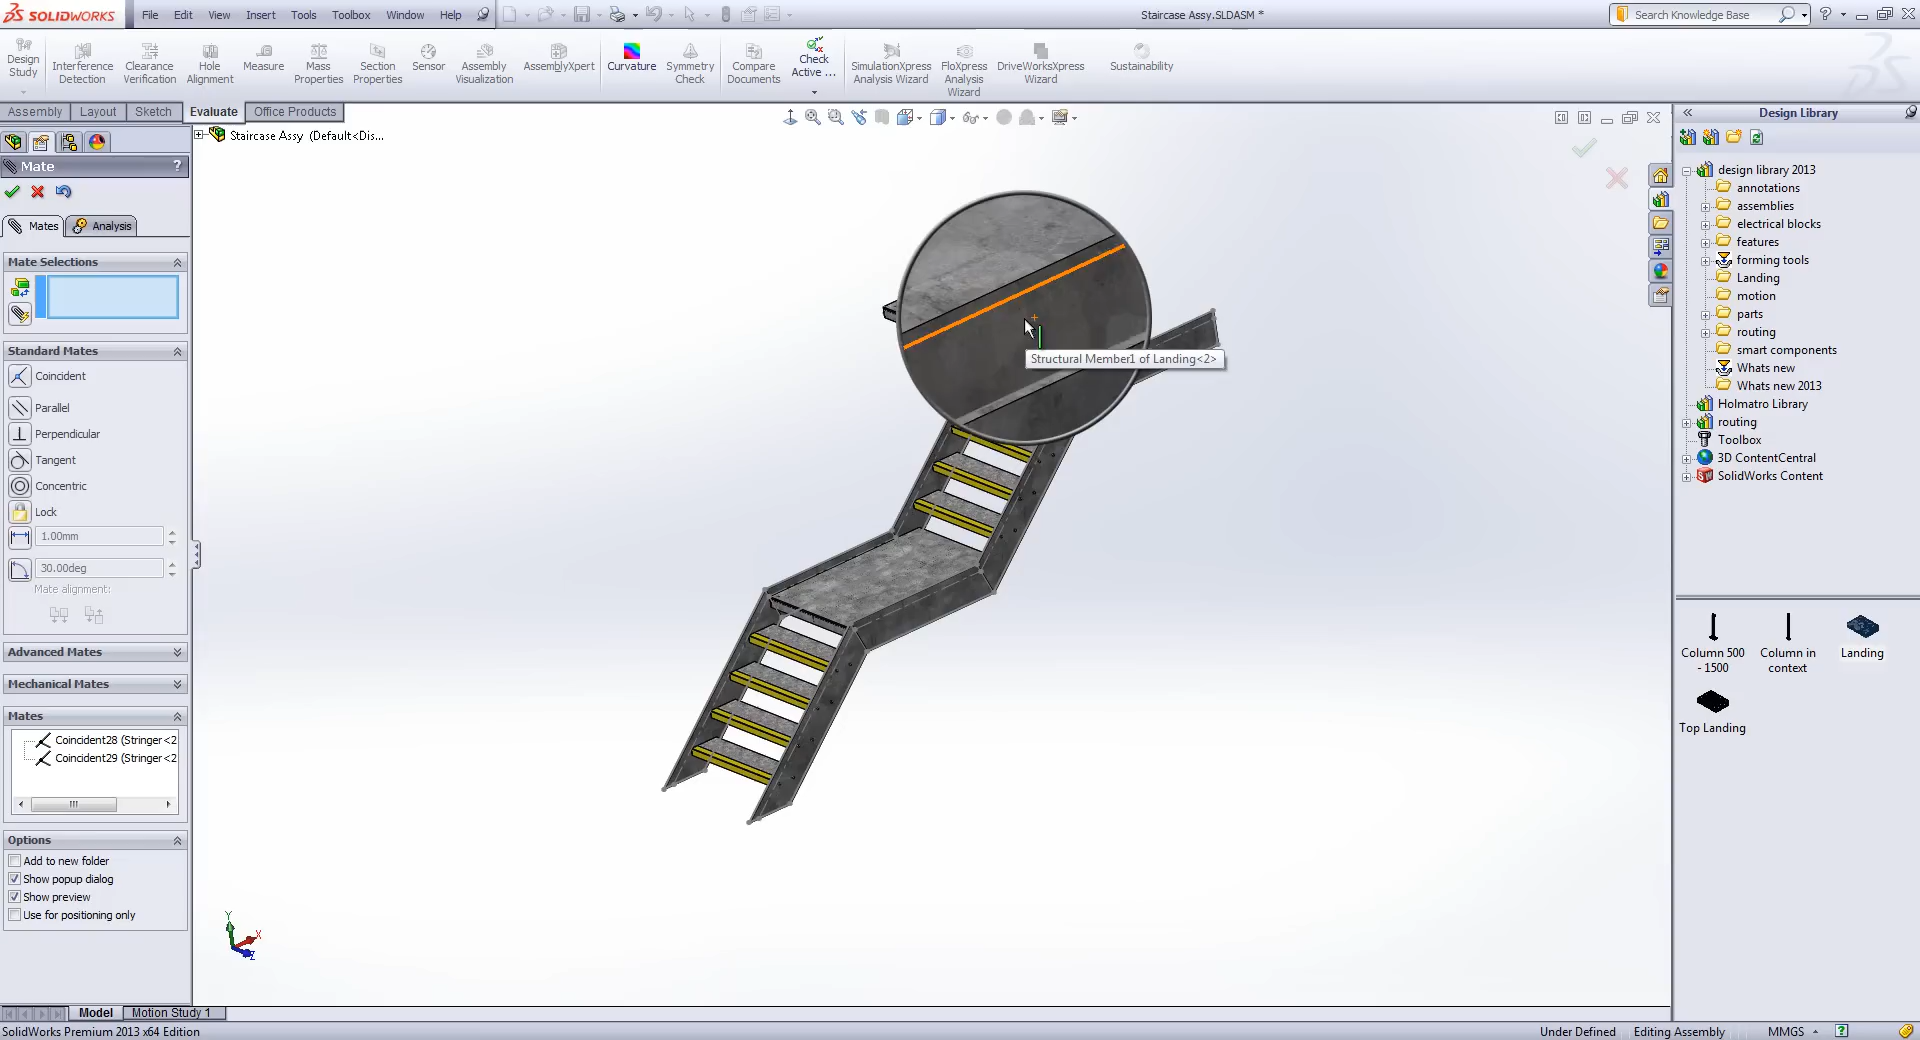 SOLIDWORKS
File Edit View Insert Tools Toolbox Window Help
Staircase Assy.SLDASM *
Search Knowledge Base
Design Study
Interference Detection
Clearance Verification
Hole Alignment
Measure
Mass Properties
Section Properties
Sensor
Assembly Visualization
AssemblyXpert
Curvature
Symmetry Check
Compare Documents
Check Active ...
SimulationXpress Analysis Wizard
FloXpress Analysis Wizard
DriveWorksXpress Wizard
Sustainability
Assembly Layout Sketch Evaluate Office Products
Staircase Assy (Default<Dis...
Mate
?
Mates Analysis
Mate Selections
Standard Mates
Coincident
Parallel
Perpendicular
Tangent
Concentric
Lock
1.00mm
30.00deg
Mate alignment:
Advanced Mates
Mechanical Mates
Mates
Coincident28 (Stringer<2
Coincident29 (Stringer<2
Options
Add to new folder
Show popup dialog
Show preview
Use for positioning only
Structural Member1 of Landing<2>
Y
X
Z
Design Library
design library 2013
annotations
assemblies
electrical blocks
features
forming tools
Landing
motion
parts
routing
smart components
Whats new
Whats new 2013
Holmatro Library
routing
Toolbox
3D ContentCentral
SolidWorks Content
Column 500 - 1500
Column in context
Landing
Top Landing
Model Motion Study 1
SolidWorks Premium 2013 x64 Edition
Under Defined Editing Assembly MMGS